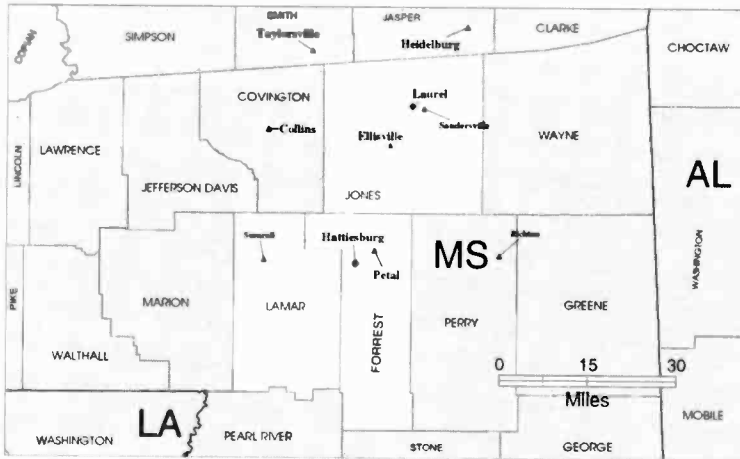 SMITH
JASPER
COPIAH
SIMPSON
Taylorsville
Heidelburg
CLARKE
CHOCTAW
COVINGTON
Laurel
Sandersville
Collins
Ellisville
WAYNE
LINCOLN
LAWRENCE
JEFFERSON DAVIS
JONES
AL
WASHINGTON
Sumrall
Hattiesburg
Petal
MS
Richton
PIKE
MARION
LAMAR
FORREST
PERRY
GREENE
WALTHALL
0 15 30
Miles
LA
WASHINGTON
PEARL RIVER
STONE
GEORGE
MOBILE